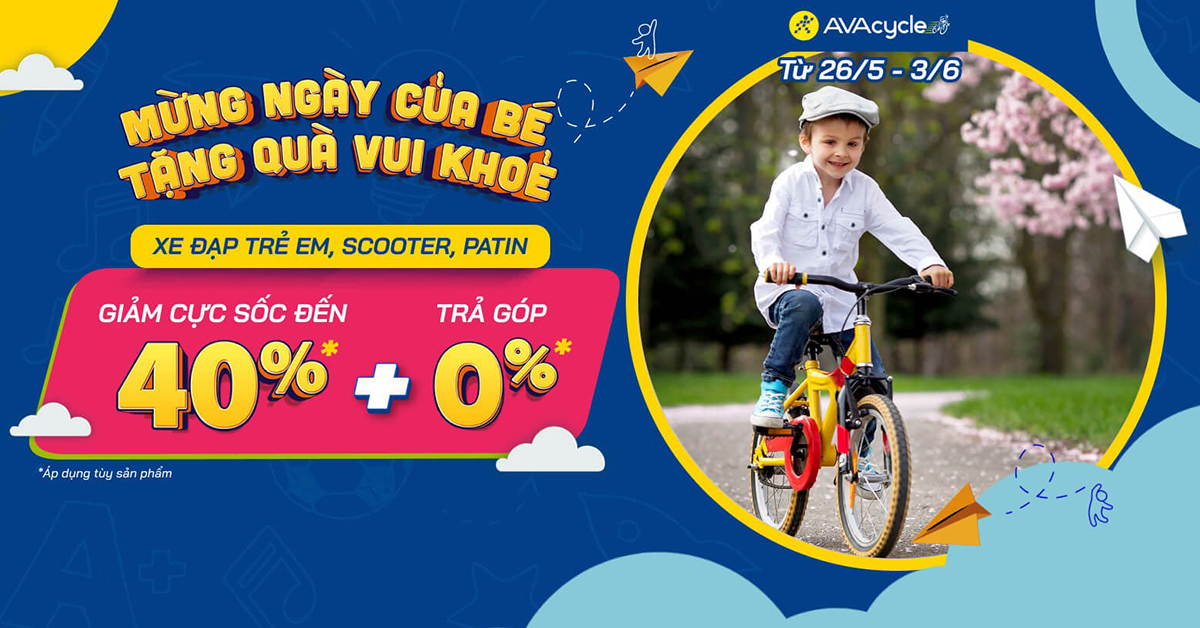 AVAcycle
Từ 26/5 - 3/6
MỪNG NGÀY CỦA BÉ
TẶNG QUÀ VUI KHOẺ
XE ĐẠP TRẺ EM, SCOOTER, PATIN
GIẢM CỰC SỐC ĐẾN
40%*
+
TRẢ GÓP
0%*
*Áp dụng tùy sản phẩm
A+